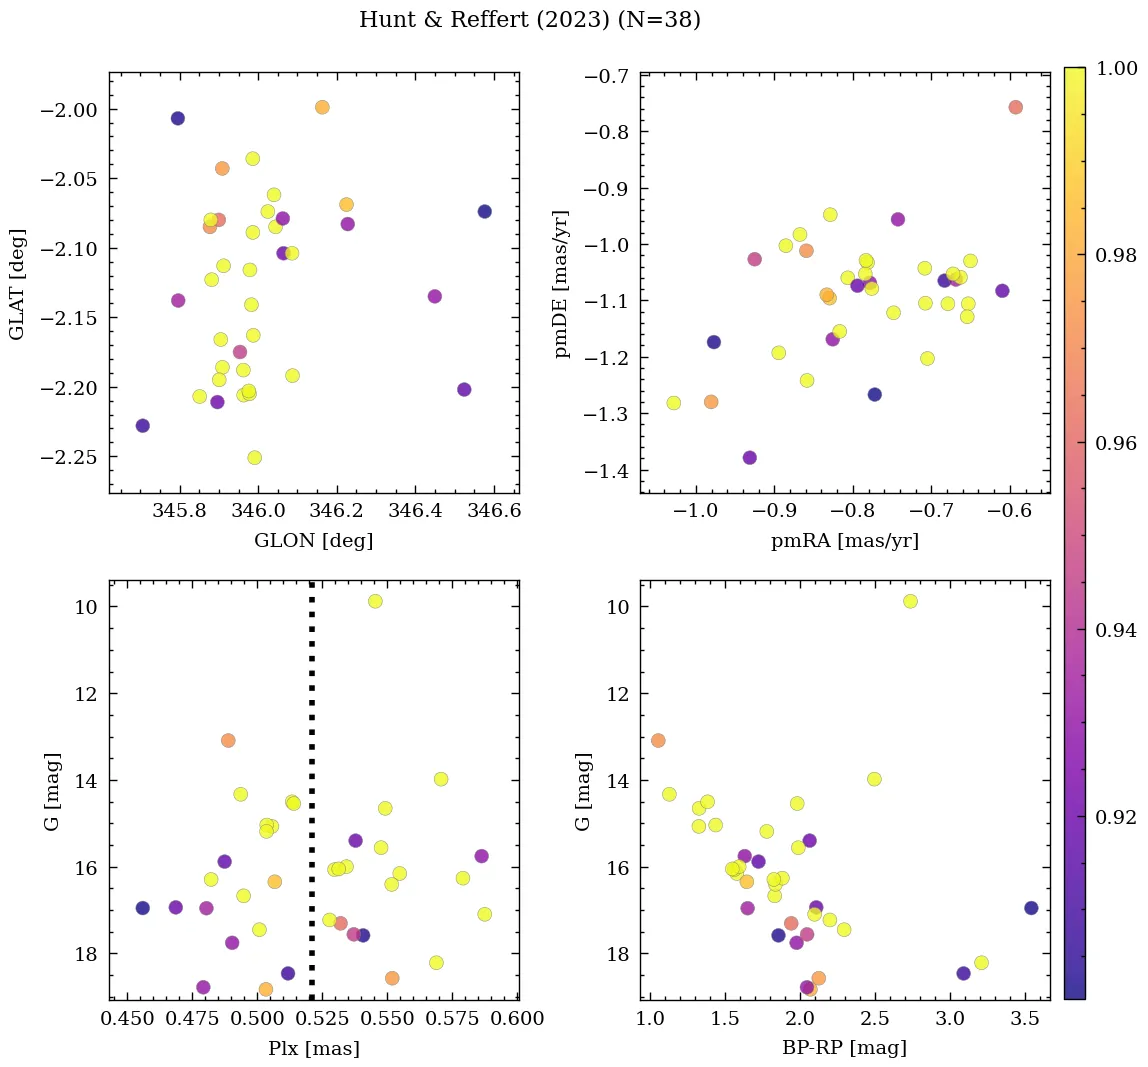 Hunt & Reffert (2023) (N=38)
−2.00
−2.05
−2.10
−2.15
−2.20
−2.25
GLAT [deg]
345.8 346.0 346.2 346.4 346.6
GLON [deg]
−0.7
−0.8
−0.9
−1.0
−1.1
−1.2
−1.3
−1.4
pmDE [mas/yr]
−1.0 −0.9 −0.8 −0.7 −0.6
pmRA [mas/yr]
1.00
0.98
0.96
0.94
0.92
10
12
14
16
18
G [mag]
0.450 0.475 0.500 0.525 0.550 0.575 0.600
Plx [mas]
10
12
14
16
18
G [mag]
1.0 1.5 2.0 2.5 3.0 3.5
BP-RP [mag]